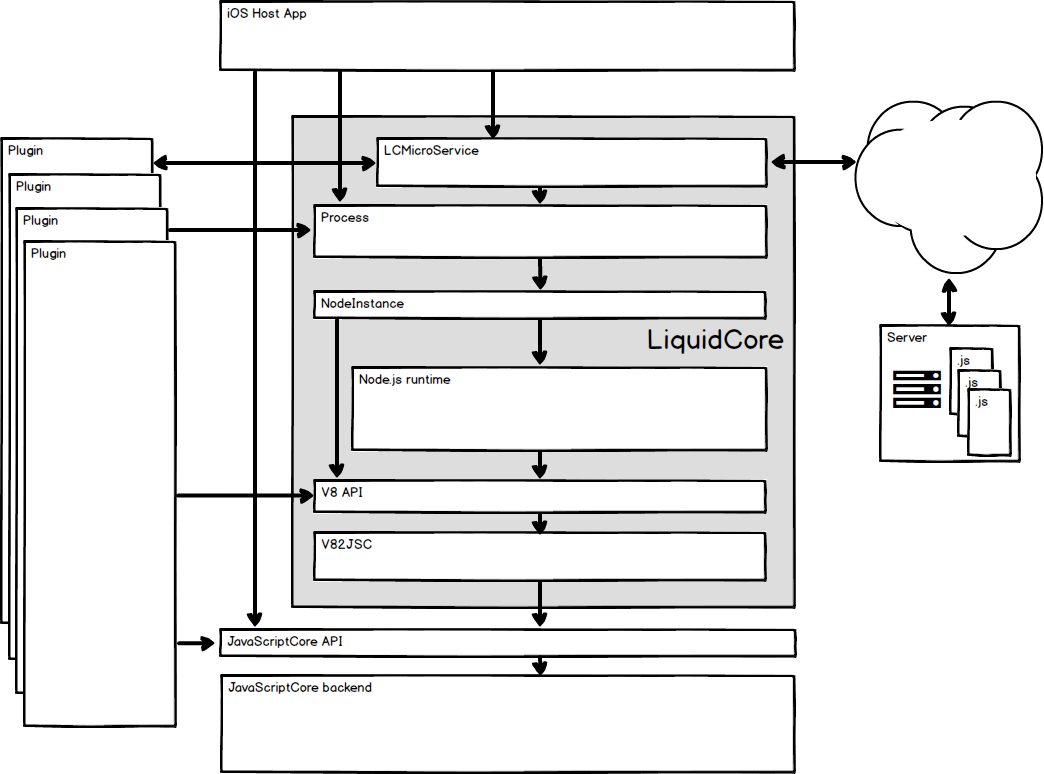 iOS Host App
Plugin
Plugin
Plugin
Plugin
LCMicroService
Process
NodeInstance
LiquidCore
Node.js runtime
V8 API
V82JSC
JavaScriptCore API
JavaScriptCore backend
Server
.js
.js
.js